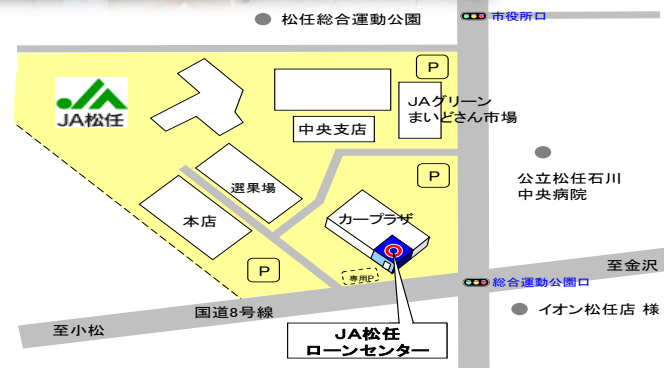 松任総合運動公園
市役所口
P
JA松任
JAグリーン
まいどさん市場
中央支店
P
公立松任石川
中央病院
選果場
カープラザ
本店
P
専用P
至金沢
総合運動公園口
国道8号線
イオン松任店 様
至小松
JA松任
ローンセンター